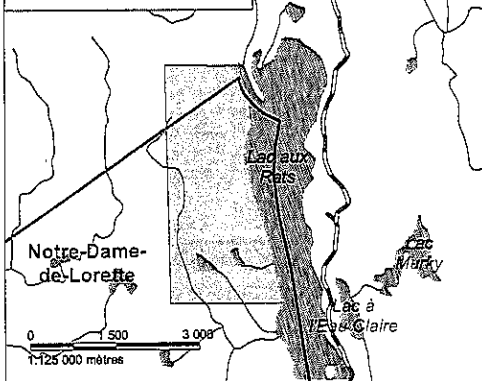 Lac aux
Rats
Notre-Dame-
de-Lorette
Lac
Murky
Lac à
l'Eau Claire
0 1 500 3 000
1:125 000 mètres